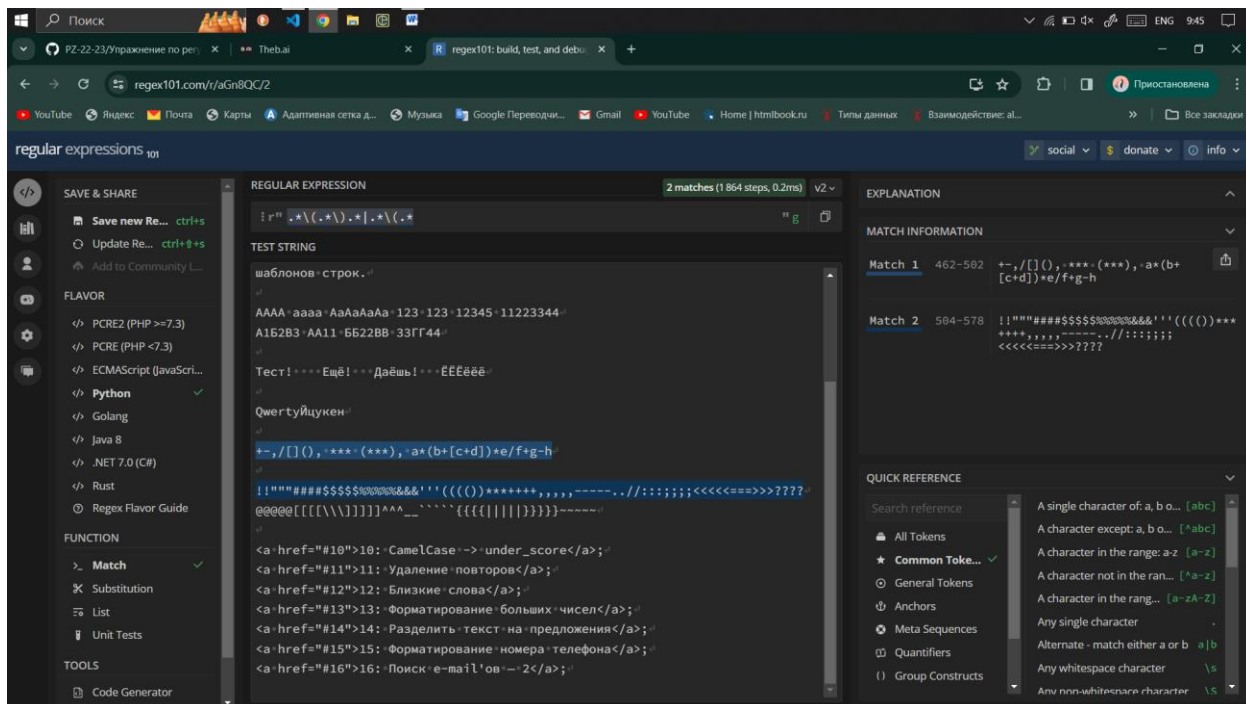 Поиск
ENG 9:45
PZ-22-23/Упражнение по рег
Theb.ai
regex101: build, test, and debu
regex101.com/r/aGn8QC/2
Приостановлена
YouTube Яндекс Почта Карты Адаптивная сетка д... Музыка Google Переводчи... Gmail YouTube Home | htmlbook.ru Типы данных Взаимодействие: al... » Все закладки
regular expressions 101
social $ donate info
SAVE & SHARE
Save new Re... ctrl+s
Update Re... ctrl+⇧+s
Add to Community L...
FLAVOR
</> PCRE2 (PHP >=7.3)
</> PCRE (PHP <7.3)
</> ECMAScript (JavaScri...
</> Python
</> Golang
</> Java 8
</> .NET 7.0 (C#)
</> Rust
Regex Flavor Guide
FUNCTION
>_ Match
Substitution
List
Unit Tests
TOOLS
Code Generator
REGULAR EXPRESSION
2 matches (1 864 steps, 0.2ms) v2
r" .*\(.*\).*|.*\(.* " g
TEST STRING
шаблонов·строк.
AAAA·aaaa·AaAaAaAa·123·123·12345·11223344
А1Б2В3·АА11·ББ22ВВ·33ГГ44
Тест!····Ещё!···Даёшь!···ЁЁЁёёё
QwertyЙцукен
+-,/[](),·***·(***),·a*(b+[c+d])*e/f+g-h
!!"""####$$$$$%%%%%%&&&'''(((())***++++,,,,,-----..//:::;;;;<<<<<===>>>????
@@@@@[[[[\\\]]]]]^^^__`````{{{{|||||}}}}}~~~~~
<a·href="#10">10:·CamelCase·->·under_score</a>;
<a·href="#11">11:·Удаление·повторов</a>;
<a·href="#12">12:·Близкие·слова</a>;
<a·href="#13">13:·Форматирование·больших·чисел</a>;
<a·href="#14">14:·Разделить·текст·на·предложения</a>;
<a·href="#15">15:·Форматирование·номера·телефона</a>;
<a·href="#16">16:·Поиск·e-mail'ов·—·2</a>;
EXPLANATION
MATCH INFORMATION
Match 1 462-502 +-,/[](),·***·(***),·a*(b+
[c+d])*e/f+g-h
Match 2 504-578 !!"""####$$$$$%%%%%%&&&'''(((())***
++++,,,,,-----..//:::;;;;
<<<<<===>>>????
QUICK REFERENCE
Search reference
All Tokens
Common Toke...
General Tokens
Anchors
Meta Sequences
Quantifiers
Group Constructs
A single character of: a, b o... [abc]
A character except: a, b o... [^abc]
A character in the range: a-z [a-z]
A character not in the ran... [^a-z]
A character in the rang... [a-zA-Z]
Any single character .
Alternate - match either a or b a|b
Any whitespace character \s
Any non-whitespace character \S